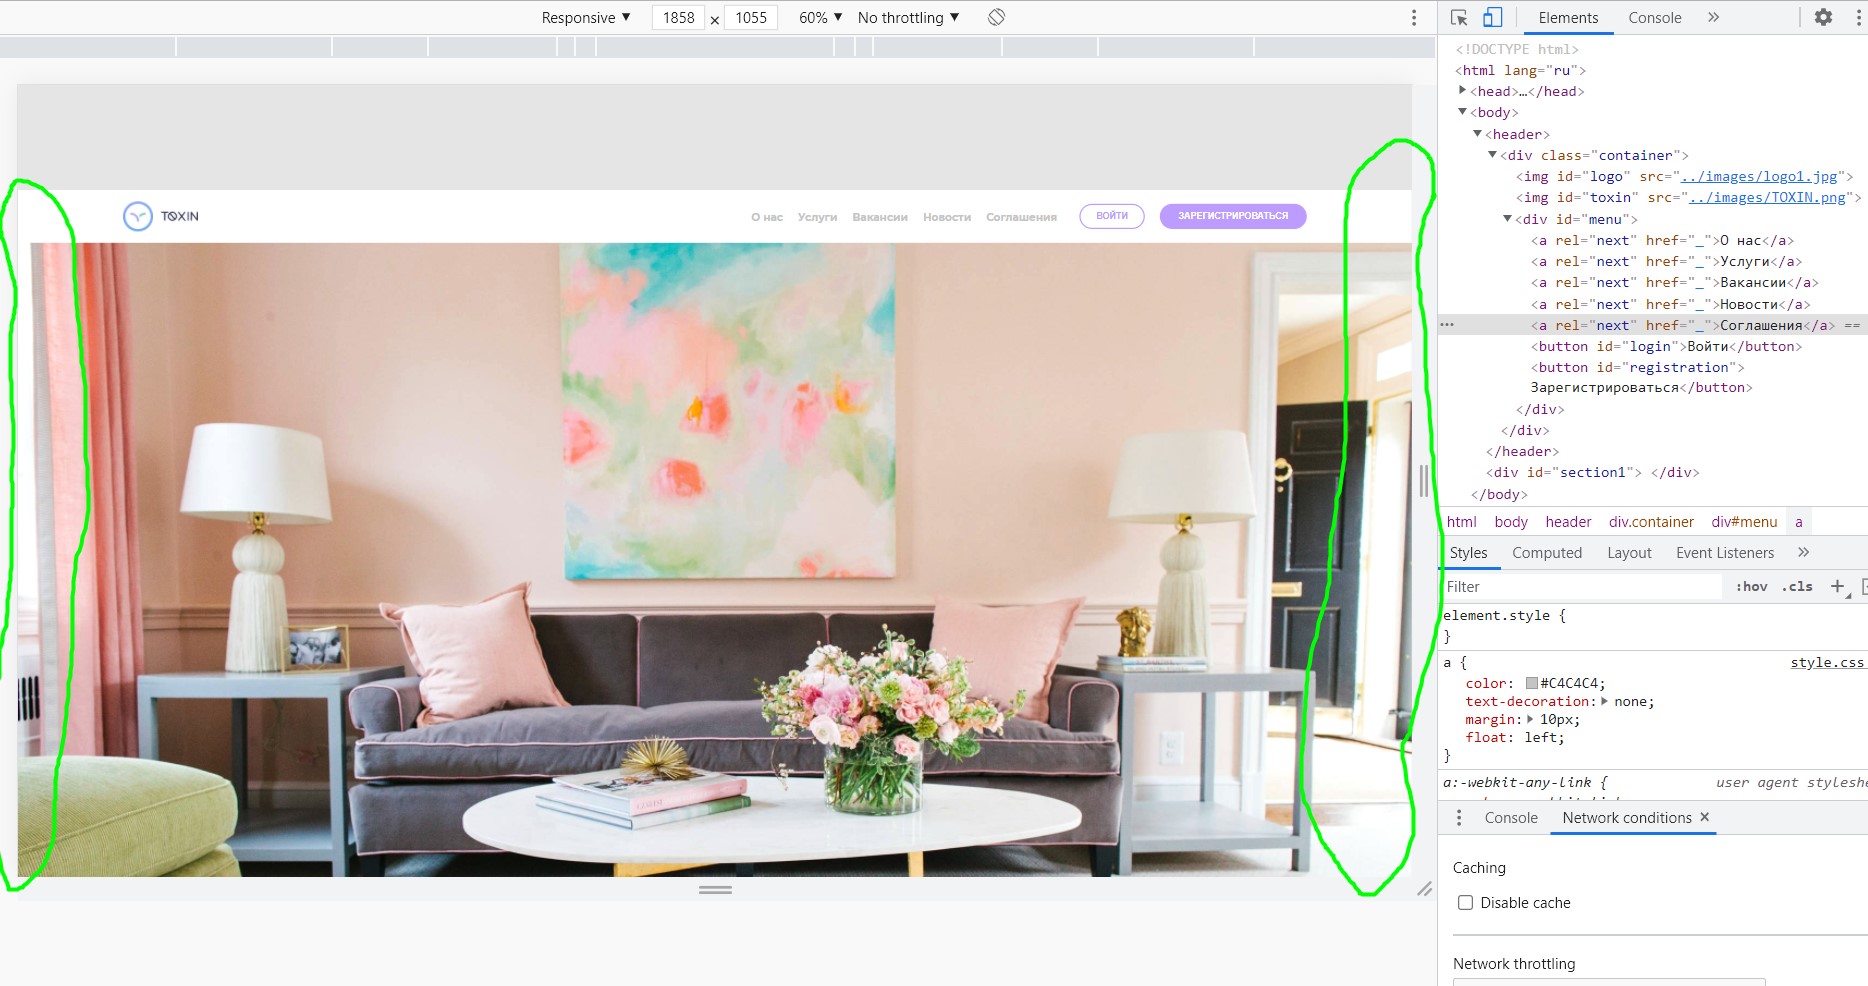 Responsive ▼ 1858 × 1055 60% ▼ No throttling ▼
Elements Console »
<!DOCTYPE html>
<html lang="ru">
<head>…</head>
<body>
<header>
<div class="container">
<img id="logo" src="../images/logo1.jpg">
<img id="toxin" src="../images/TOXIN.png">
<div id="menu">
<a rel="next" href="_">О нас</a>
<a rel="next" href="_">Услуги</a>
<a rel="next" href="_">Вакансии</a>
<a rel="next" href="_">Новости</a>
<a rel="next" href="_">Соглашения</a> ==
<button id="login">Войти</button>
<button id="registration">
Зарегистрироваться</button>
</div>
</div>
</header>
<div id="section1"> </div>
</body>
html body header div.container div#menu a
Styles Computed Layout Event Listeners »
Filter :hov .cls +
element.style {
}
a { style.css
color: #C4C4C4;
text-decoration: none;
margin: 10px;
float: left;
}
a:-webkit-any-link { user agent styleshe
Console Network conditions ×
Caching
Disable cache
Network throttling
TOXIN
О нас Услуги Вакансии Новости Соглашения ВОЙТИ ЗАРЕГИСТРИРОВАТЬСЯ